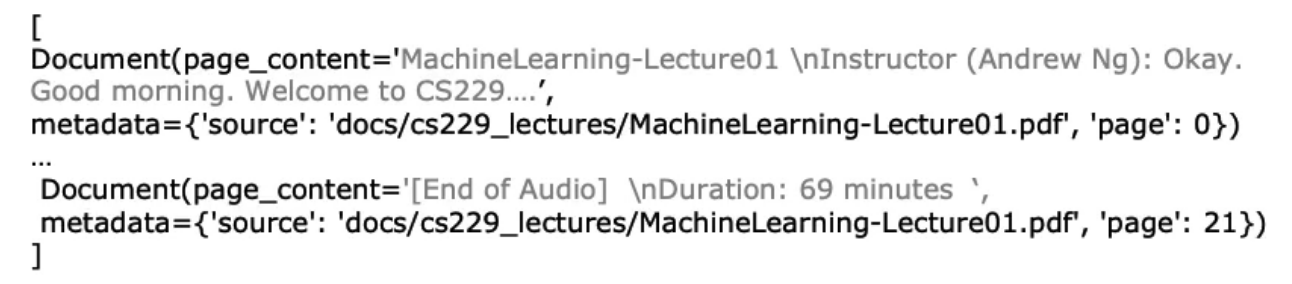 [
Document(page_content='MachineLearning-Lecture01 \nInstructor (Andrew Ng): Okay.
Good morning. Welcome to CS229....’,
metadata={'source': 'docs/cs229_lectures/MachineLearning-Lecture01.pdf', 'page': 0})
...
Document(page_content='[End of Audio]  \nDuration: 69 minutes ‘,
metadata={'source': 'docs/cs229_lectures/MachineLearning-Lecture01.pdf', 'page': 21})
]